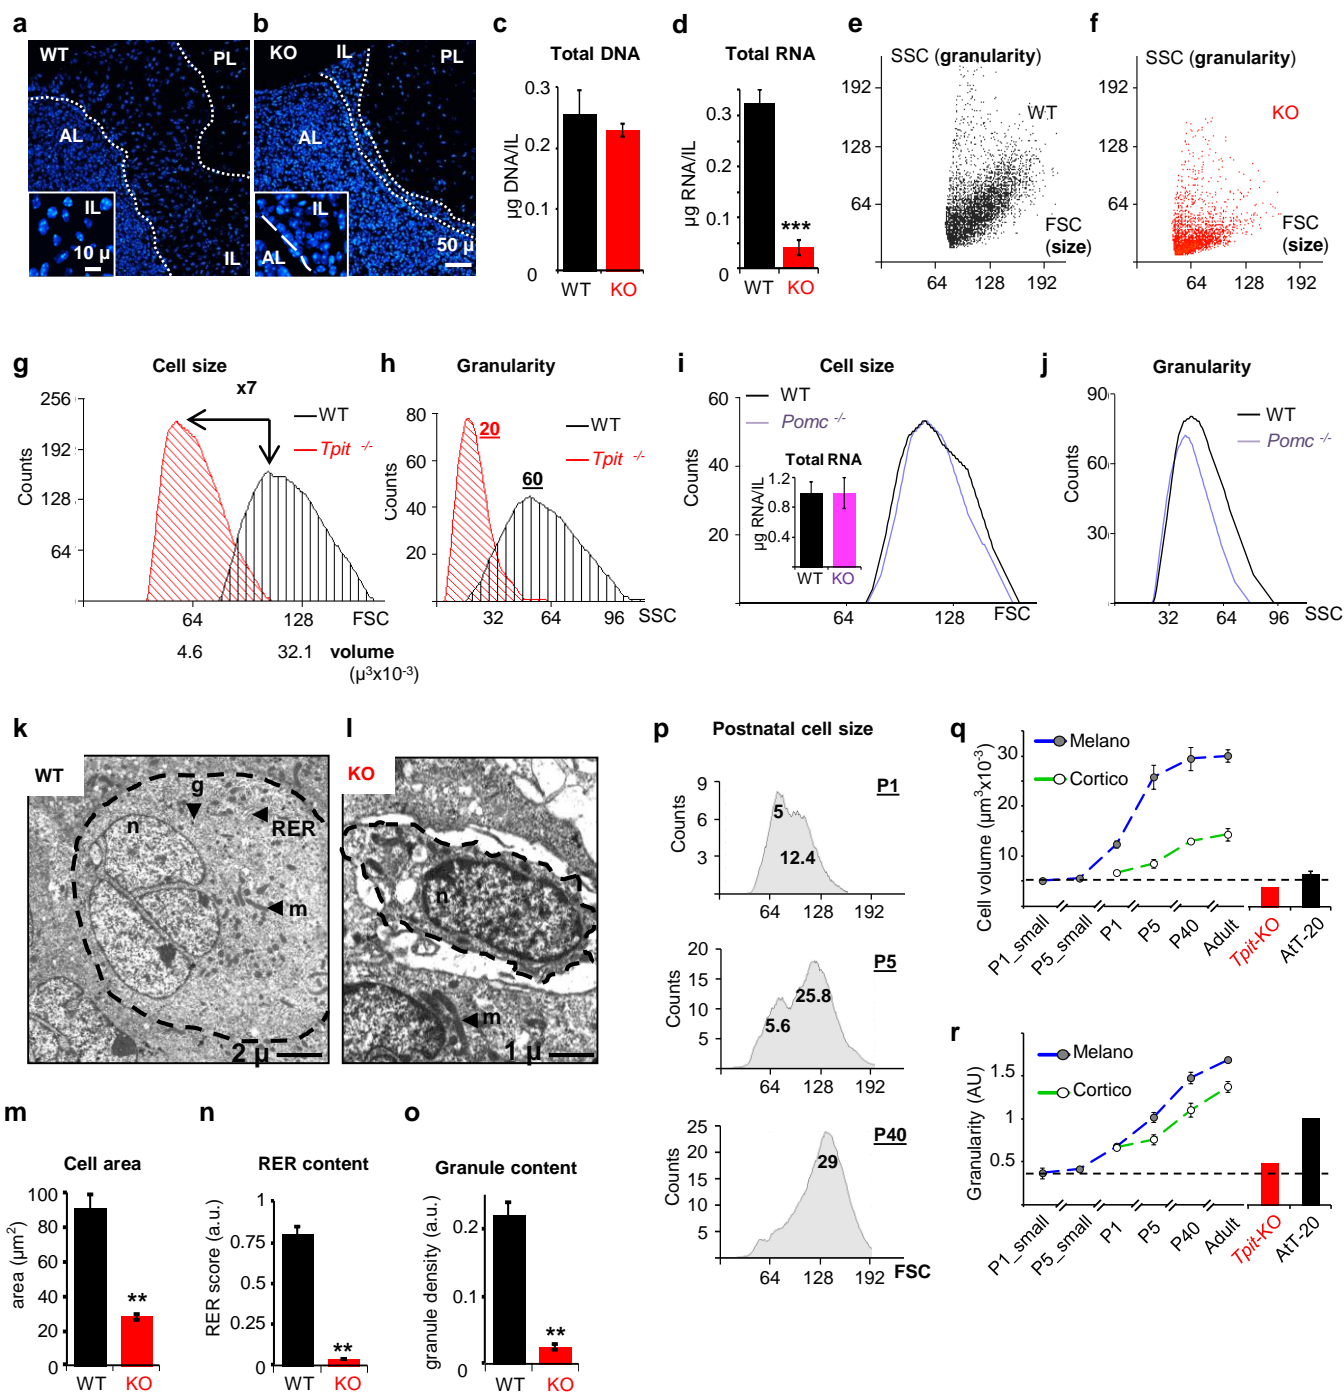 a
WT
PL
AL
IL
10 µ
IL
b
KO
IL
PL
AL
IL
AL
50 µ
c
Total DNA
µg DNA/IL
0.3
0.2
0.1
0
WT
KO
d
Total RNA
µg RNA/IL
0.3
0.2
0.1
0
***
WT
KO
e
SSC (granularity)
192
128
64
WT
FSC
(size)
64
128
192
f
SSC (granularity)
192
128
64
KO
FSC
(size)
64
128
192
g
Cell size
x7
Counts
256
192
128
64
WT
Tpit -/-
64
128
FSC
4.6
32.1
volume
(µ³x10⁻³)
h
Granularity
Counts
80
60
40
20
20
60
WT
Tpit -/-
32
64
96
SSC
i
Cell size
Counts
60
40
20
0
WT
Pomc -/-
Total RNA
µg RNA/IL
1.2
0.8
0.4
WT
KO
64
128
FSC
j
Granularity
Counts
90
60
30
0
WT
Pomc -/-
32
64
96
SSC
k
WT
g
RER
n
m
2 µ
l
KO
n
m
1 µ
m
Cell area
area (µm²)
100
80
60
40
20
0
**
WT
KO
n
RER content
RER score (a.u.)
1
0.75
0.5
0.25
0
**
WT
KO
o
Granule content
granule density (a.u.)
0.2
0.1
0
**
WT
KO
p
Postnatal cell size
P1
Counts
9
6
3
5
12.4
64
128
192
P5
Counts
20
15
10
5
5.6
25.8
64
128
192
P40
Counts
25
20
15
10
5
29
64
128
192
FSC
q
Melano
Cortico
Cell volume (µm³x10⁻³)
30
20
10
0
P1_small
P5_small
P1
P5
P40
Adult
Tpit-KO
AtT-20
r
Melano
Cortico
Granularity (AU)
1.5
1
0.5
0
P1_small
P5_small
P1
P5
P40
Adult
Tpit-KO
AtT-20